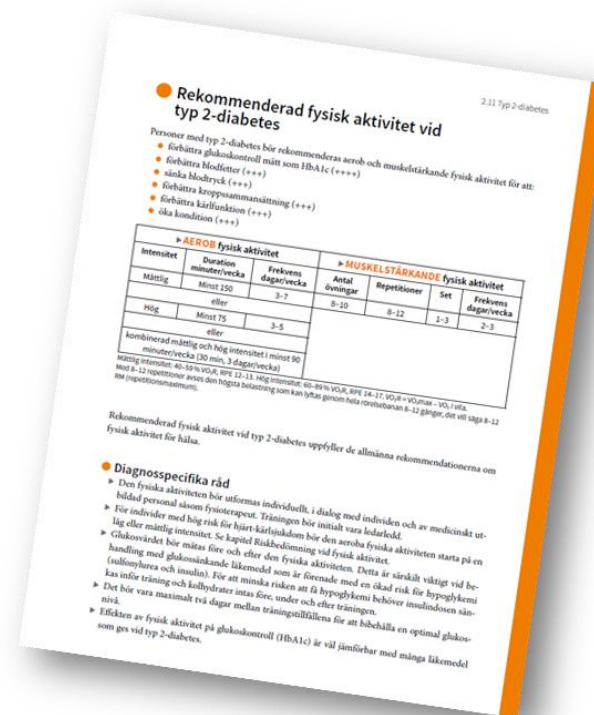 2.11 Typ 2-diabetes
Rekommenderad fysisk aktivitet vid
typ 2-diabetes
Personer med typ 2-diabetes bör rekommenderas aerob och muskelstärkande fysisk aktivitet för att:
förbättra glukoskontroll mätt som HbA1c (++++)
förbättra blodfetter (+++)
sänka blodtryck (+++)
förbättra kroppssammansättning (+++)
förbättra kärlfunktion (+++)
öka kondition (+++)
AEROB fysisk aktivitet
MUSKELSTÄRKANDE fysisk aktivitet
Intensitet Duration minuter/vecka Frekvens dagar/vecka Antal övningar Repetitioner Set Frekvens dagar/vecka
Måttlig Minst 150 3–7 8–10 8–12 1–3 2–3
eller
Hög Minst 75 3–5
eller
kombinerad måttlig och hög intensitet i minst 90
minuter/vecka (30 min, 3 dagar/vecka)
Måttlig intensitet: 40–59 % VO₂R, RPE 12–13. Hög intensitet: 60–89 % VO₂R, RPE 14–17. VO₂R = VO₂max – VO₂ i vila.
Med 8–12 repetitioner avses den högsta belastning som kan lyftas genom hela rörelsebanan 8–12 gånger, det vill säga 8–12
RM (repetitionsmaximum).
Rekommenderad fysisk aktivitet vid typ 2-diabetes uppfyller de allmänna rekommendationerna om
fysisk aktivitet för hälsa.
Diagnosspecifika råd
Den fysiska aktiviteten bör utformas individuellt, i dialog med individen och av medicinskt ut-
bildad personal såsom fysioterapeut. Träningen bör initialt vara ledarledd.
För individer med hög risk för hjärt-kärlsjukdom bör den aeroba fysiska aktiviteten starta på en
låg eller måttlig intensitet. Se kapitel Riskbedömning vid fysisk aktivitet.
Glukosvärdet bör mätas före och efter den fysiska aktiviteten. Detta är särskilt viktigt vid be-
handling med glukossänkande läkemedel som är förenade med en ökad risk för hypoglykemi
(sulfonylurea och insulin). För att minska risken att få hypoglykemi behöver insulindosen sän-
kas inför träning och kolhydrater intas före, under och efter träningen.
Det bör vara maximalt två dagar mellan träningstillfällena för att bibehålla en optimal glukos-
nivå.
Effekten av fysisk aktivitet på glukoskontroll (HbA1c) är väl jämförbar med många läkemedel
som ges vid typ 2-diabetes.